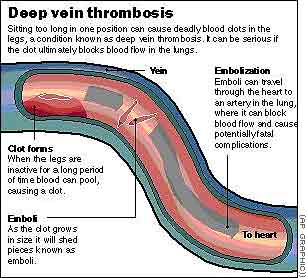 Deep vein thrombosis
Sitting too long in one position can cause deadly blood clots in the
legs, a condition known as deep vein thrombosis. It can be serious if
the clot ultimately blocks blood flow in the lungs.
Vein
Embolization
Emboli can travel
through the heart to
an artery in the lung,
where it can block
blood flow and cause
potentially fatal
complications.
Clot forms
When the legs are
inactive for a long period
of time blood can pool,
causing a clot.
Emboli
As the clot grows
in size it will shed
pieces known as
emboli.
To heart
(AP GRAPHIC)